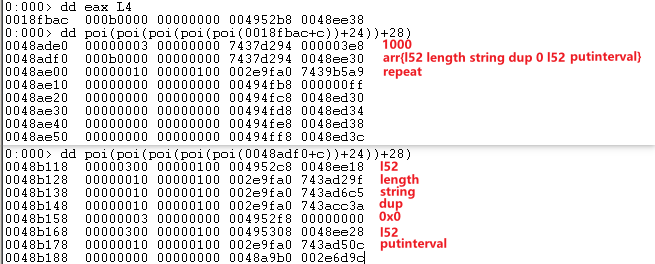 0:000> dd eax L4
0018fbac  000b0000 00000000 004952b8 0048ee38
0:000> dd poi(poi(poi(poi(0018fbac+c))+24))+28)
0048ade0  00000003 00000000 7437d294 000003e8 1000
0048adf0  000b0000 00000000 7437d294 0048ee30 arr{l52 length string dup 0 l52 putinterval}
0048ae00  00000010 00000100 002e9fa0 7439b5a9 repeat
0048ae10  00000000 00000000 00494fb8 000000ff
0048ae20  00000000 00000000 00494fc8 0048ed30
0048ae30  00000000 00000000 00494fd8 0048ed34
0048ae40  00000000 00000000 00494fe8 0048ed38
0048ae50  00000000 00000000 00494ff8 0048ed3c
0:000> dd poi(poi(poi(poi(poi(0048adf0+c))+24))+28)
0048b118  00000300 00000100 004952c8 0048ee18 l52
0048b128  00000010 00000100 002e9fa0 743ad29f length
0048b138  00000010 00000100 002e9fa0 743ad6c5 string
0048b148  00000010 00000100 002e9fa0 743acc3a dup
0048b158  00000003 00000000 004952f8 00000000 0x0
0048b168  00000300 00000100 00495308 0048ee28 l52
0048b178  00000010 00000100 002e9fa0 743ad50c putinterval
0048b188  00000000 00000000 0048a9b0 002e6d9c